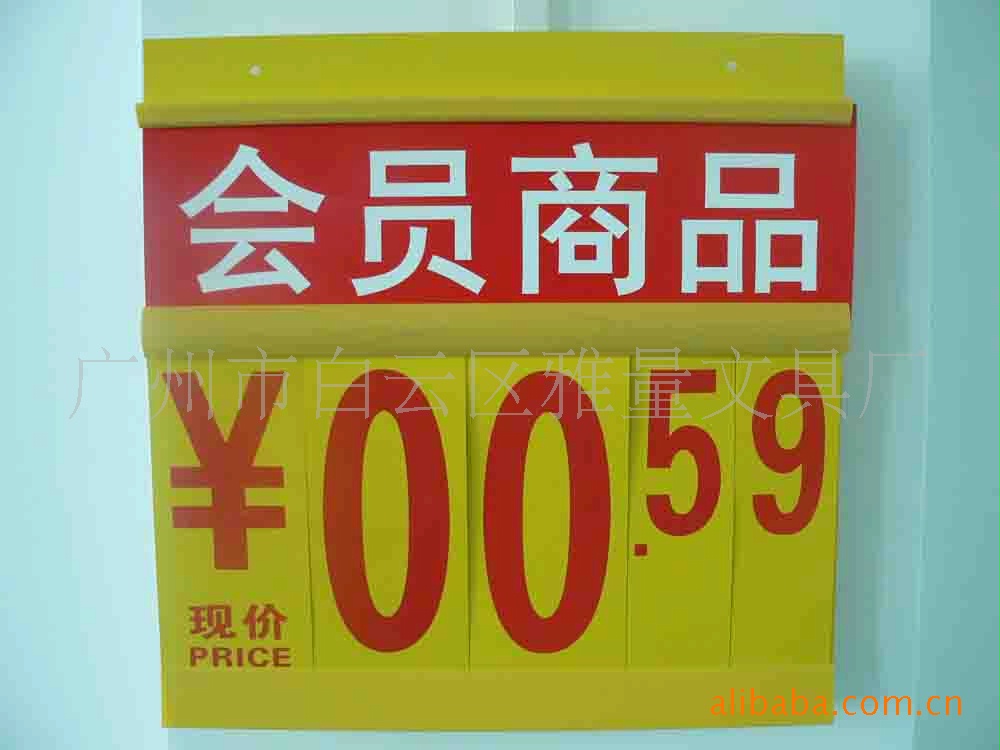 会员商品
广州市白云区雅量文具厂
¥00.59
现价
PRICE
alibaba.com.cn